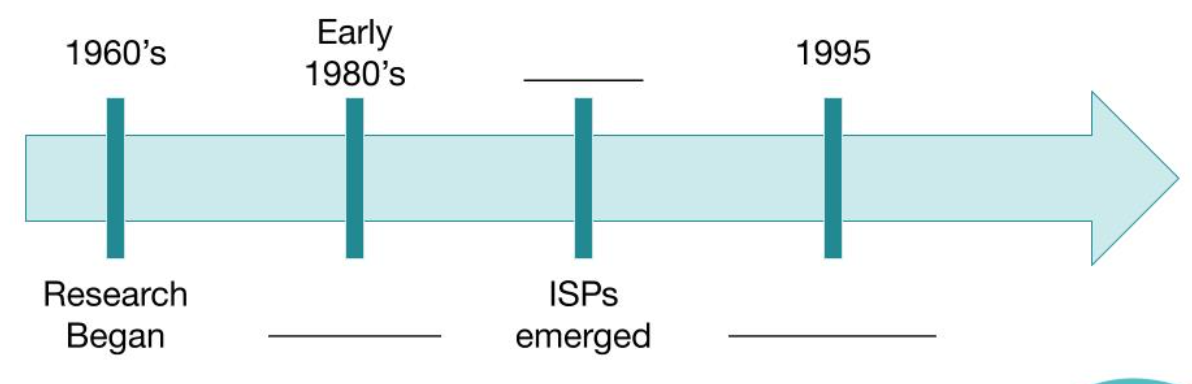 1960’s
Early
1980’s
1995
Research
Began
ISPs
emerged